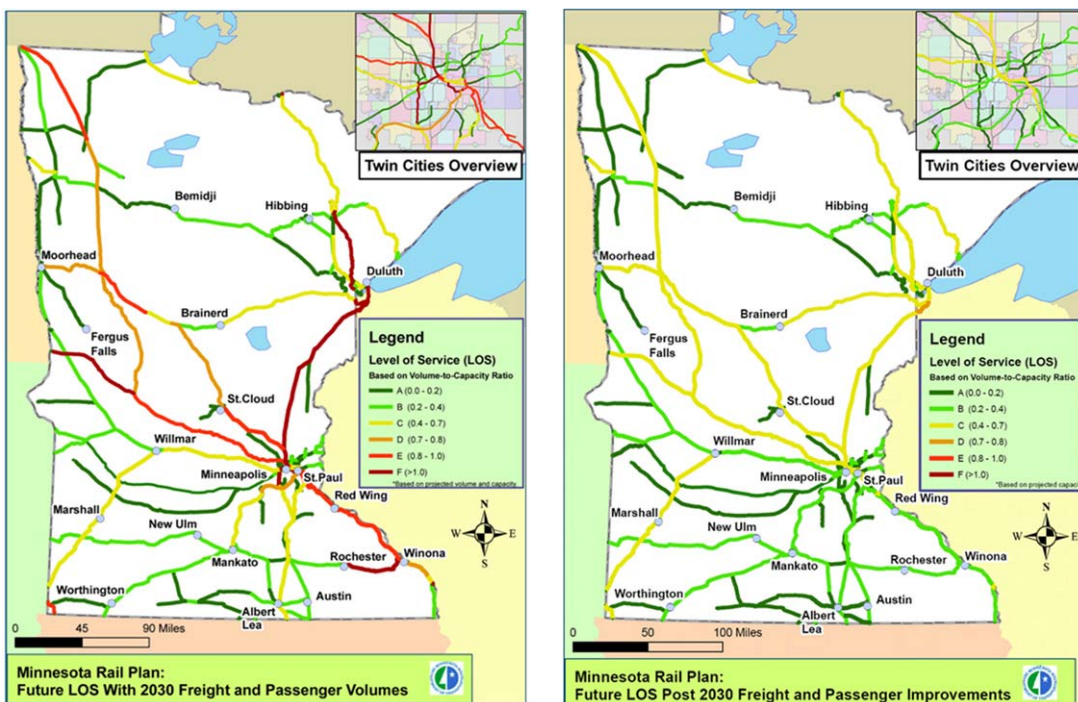 Twin Cities Overview
Bemidji
Hibbing
Moorhead
Duluth
Brainerd
Fergus
Falls
St.Cloud
Willmar
Minneapolis
St.Paul
Red Wing
Marshall
New Ulm
Mankato
Rochester
Winona
Worthington
Albert
Lea
Austin
Legend
Level of Service (LOS)
Based on Volume-to-Capacity Ratio
A (0.0 - 0.2)
B (0.2 - 0.4)
C (0.4 - 0.7)
D (0.7 - 0.8)
E (0.8 - 1.0)
F (>1.0)
*Based on projected volume and capacity
N
W E
S
0 45 90 Miles
Minnesota Rail Plan:
Future LOS With 2030 Freight and Passenger Volumes
Twin Cities Overview
Bemidji
Hibbing
Moorhead
Duluth
Brainerd
Fergus
Falls
St.Cloud
Willmar
Minneapolis
St.Paul
Red Wing
Marshall
New Ulm
Mankato
Rochester
Winona
Worthington
Albert
Lea
Austin
Legend
Level of Service (LOS)
Based on Volume-to-Capacity Ratio
A (0.0 - 0.2)
B (0.2 - 0.4)
C (0.4 - 0.7)
D (0.7 - 0.8)
E (0.8 - 1.0)
F (>1.0)
*Based on projected capacity
N
W E
S
0 50 100 Miles
Minnesota Rail Plan:
Future LOS Post 2030 Freight and Passenger Improvements